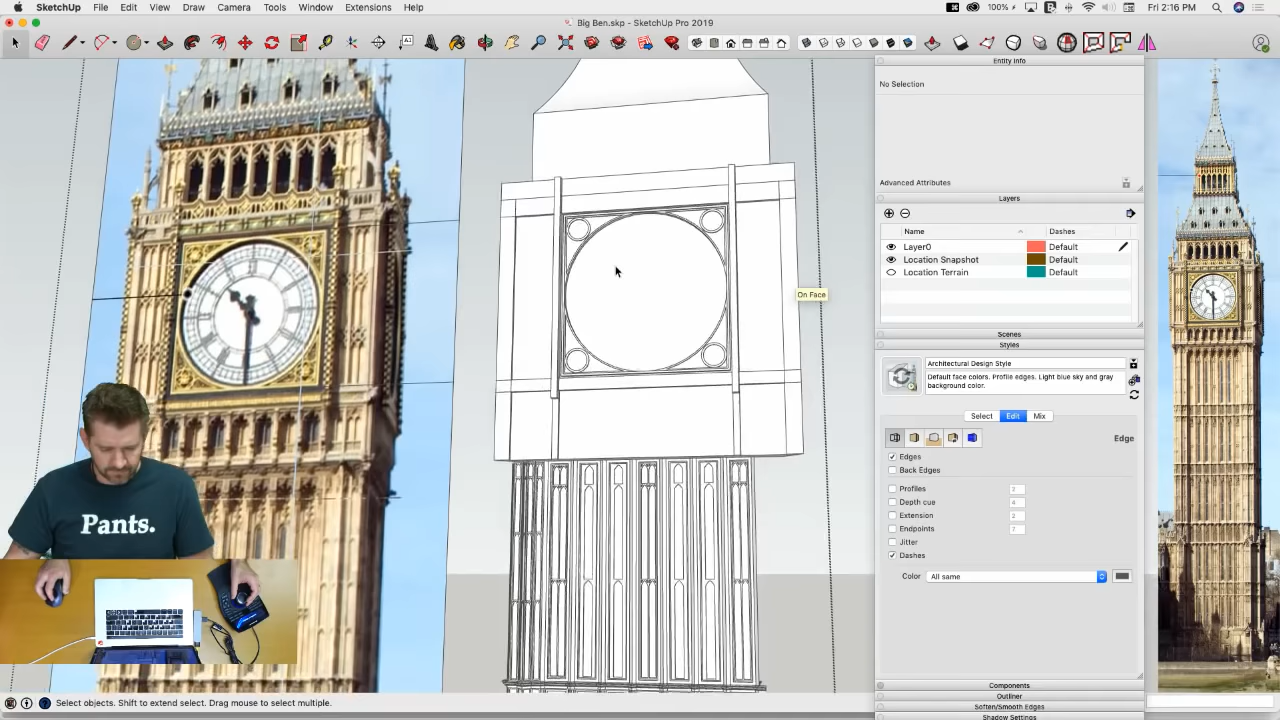 SketchUp File Edit View Draw Camera Tools Window Extensions Help 100% Fri 2:16 PM
Big Ben.skp - SketchUp Pro 2019
Entity Info
No Selection
Advanced Attributes
Layers
Name Dashes
Layer0 Default
Location Snapshot Default
Location Terrain Default
On Face
Scenes
Styles
Architectural Design Style
Default face colors. Profile edges. Light blue sky and gray
background color.
Select Edit Mix
Edge
Edges
Back Edges
Profiles
Depth cue 4
Extension
Endpoints 7
Jitter
Dashes
Color All same
Pants.
Components
Outliner
Soften/Smooth Edges
Shadow Settings
Select objects. Shift to extend select. Drag mouse to select multiple.